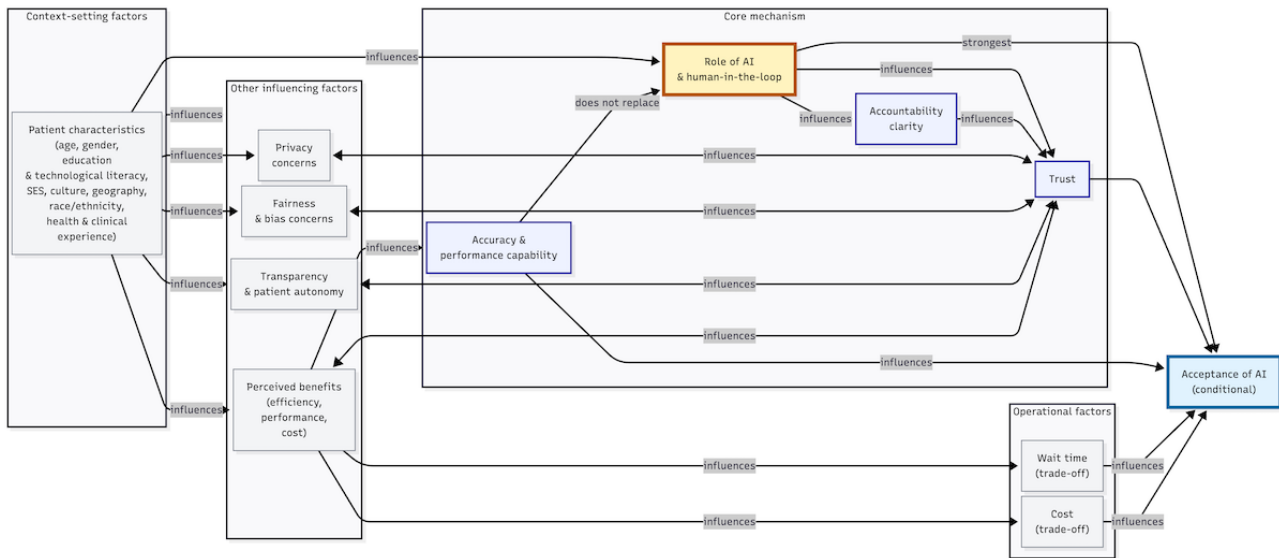 Context-setting factors
Core mechanism
strongest
influences
Role of AI
& human-in-the-loop
influences
Other influencing factors
does not replace
influences
Accountability
clarity
influences
influences
Patient characteristics
(age, gender,
education
& technological literacy,
SES, culture, geography,
race/ethnicity,
health & clinical
experience)
influences
Privacy
concerns
influences
Trust
influences
Fairness
& bias concerns
influences
influences
Accuracy &
performance capability
influences
Transparency
& patient autonomy
influences
influences
influences
Acceptance of AI
(conditional)
influences
Perceived benefits
(efficiency,
performance,
cost)
Operational factors
influences
Wait time
(trade-off)
influences
influences
Cost
(trade-off)
influences